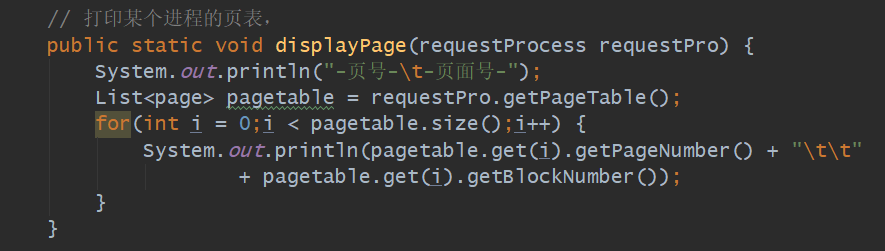 // 打印某个进程的页表,
public static void displayPage(requestProcess requestPro) {
System.out.println("-页号-\t-页面号-");
List<page> pagetable = requestPro.getPageTable();
for(int i = 0;i < pagetable.size();i++) {
System.out.println(pagetable.get(i).getPageNumber() + "\t\t"
+ pagetable.get(i).getBlockNumber());
}
}